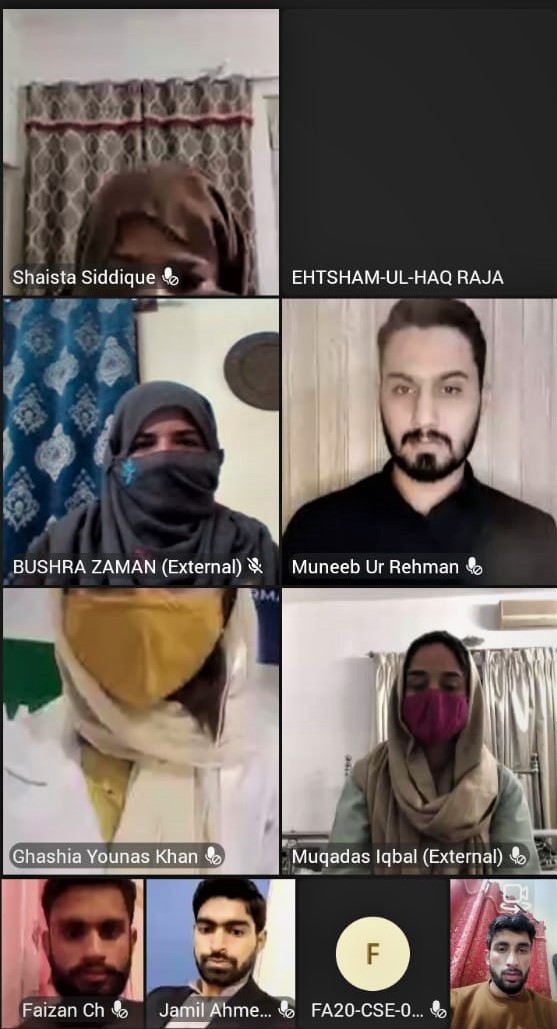 Shaista Siddique
EHTSHAM-UL-HAQ RAJA
BUSHRA ZAMAN (External)
Muneeb Ur Rehman
Ghashia Younas Khan
Muqadas Iqbal (External)
Faizan Ch
Jamil Ahme...
F
FA20-CSE-0...